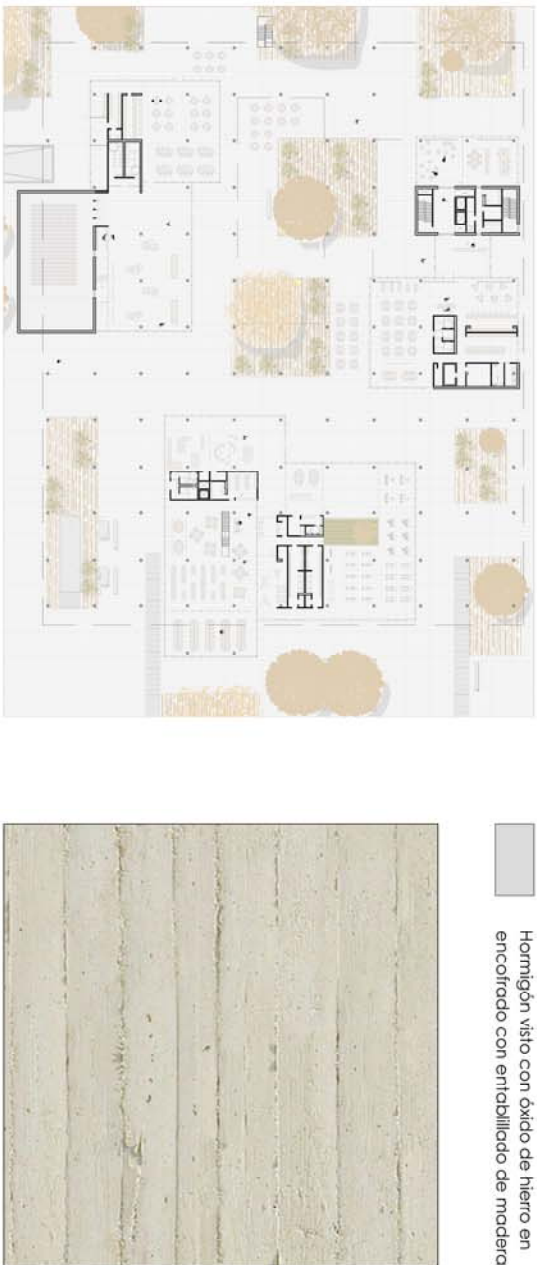 Hormigón visto con óxido de hierro en
encofrado con entablillado de madera